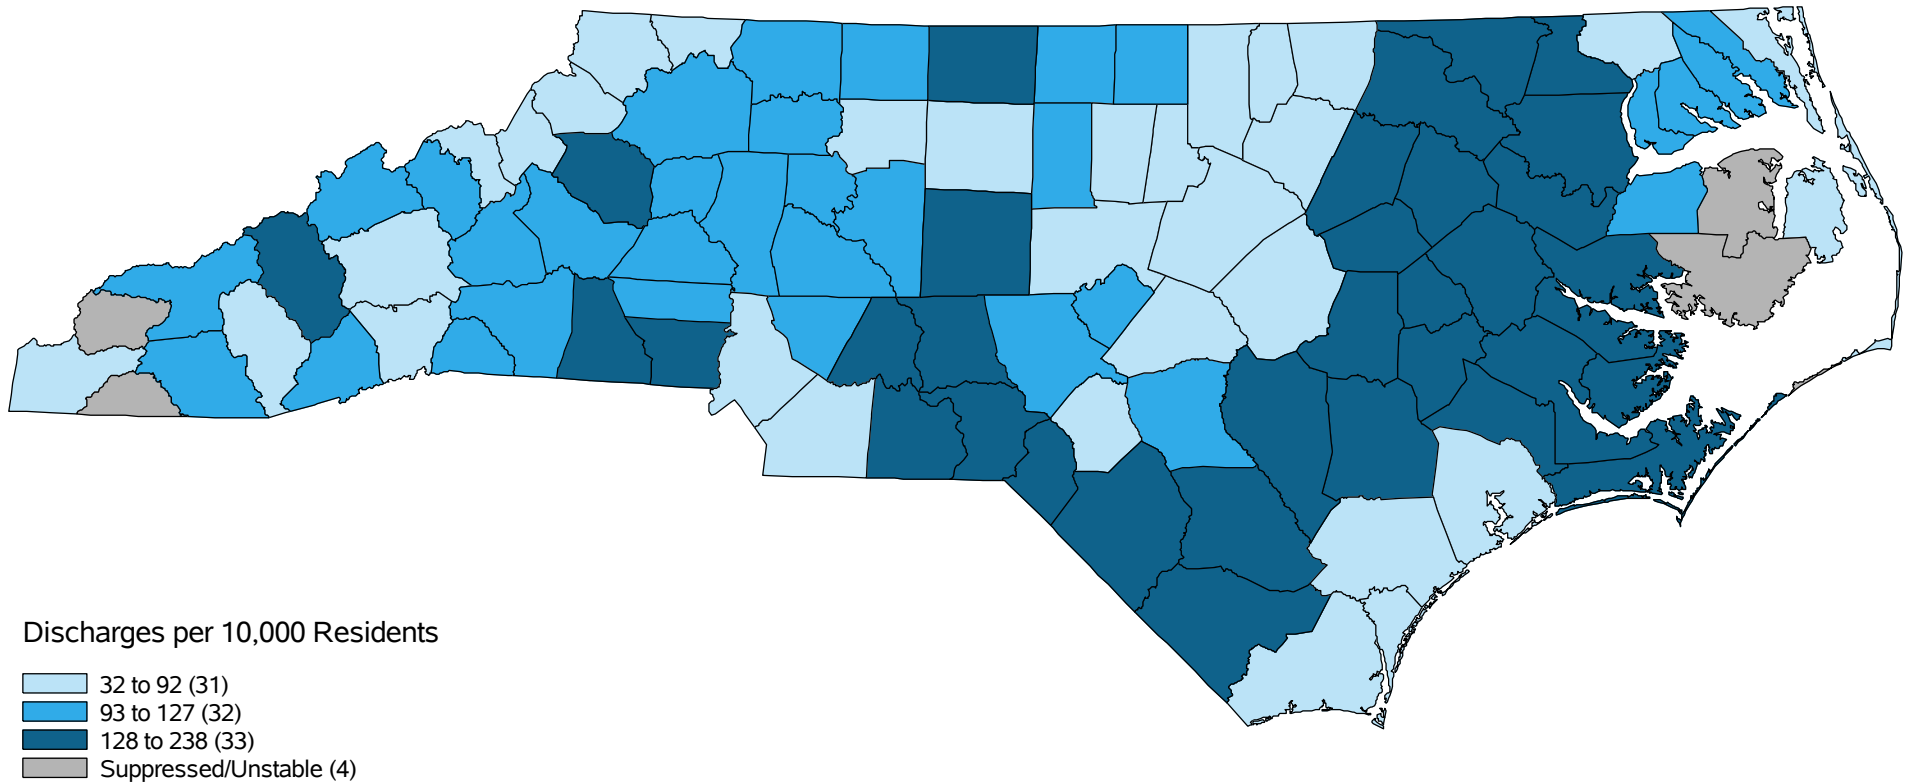 Discharges per 10,000 Residents
32 to 92 (31)
93 to 127 (32)
128 to 238 (33)
Suppressed/Unstable (4)